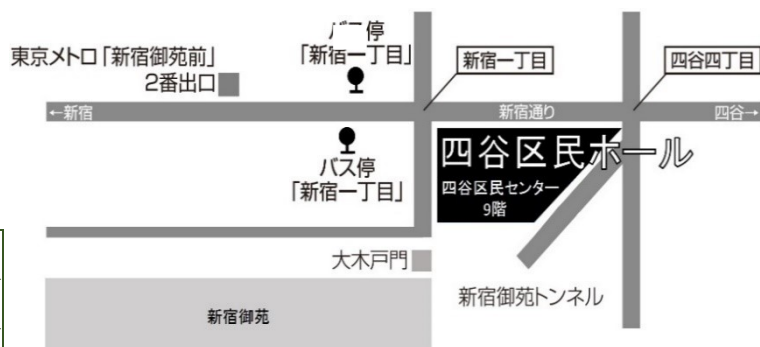 バス停
「新宿一丁目」
東京メトロ「新宿御苑前」
2番出口
新宿一丁目
四谷四丁目
←新宿
新宿通り
四谷→
バス停
「新宿一丁目」
四谷区民ホール
四谷区民センター
9階
大木戸門
新宿御苑トンネル
新宿御苑